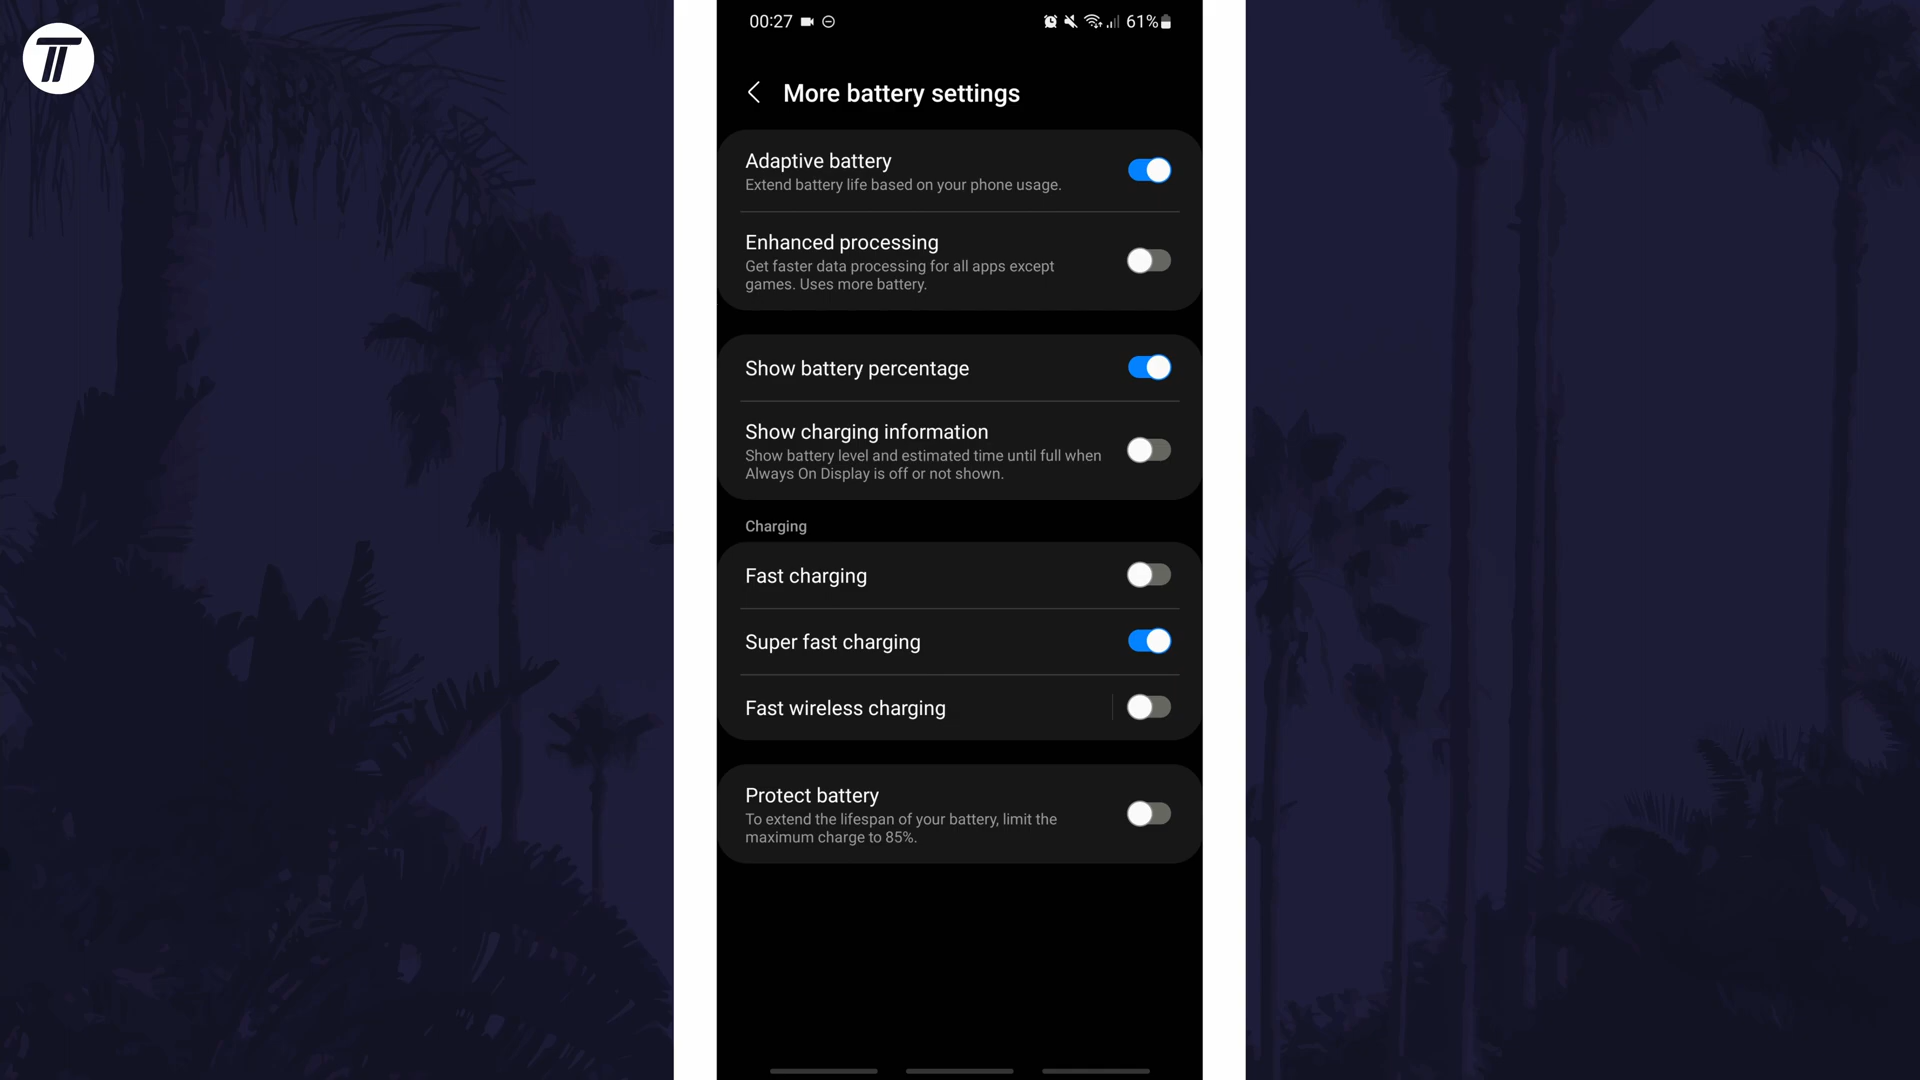 00:27
61%
More battery settings
Adaptive battery
Extend battery life based on your phone usage.
Enhanced processing
Get faster data processing for all apps except
games. Uses more battery.
Show battery percentage
Show charging information
Show battery level and estimated time until full when
Always On Display is off or not shown.
Charging
Fast charging
Super fast charging
Fast wireless charging
Protect battery
To extend the lifespan of your battery, limit the
maximum charge to 85%.